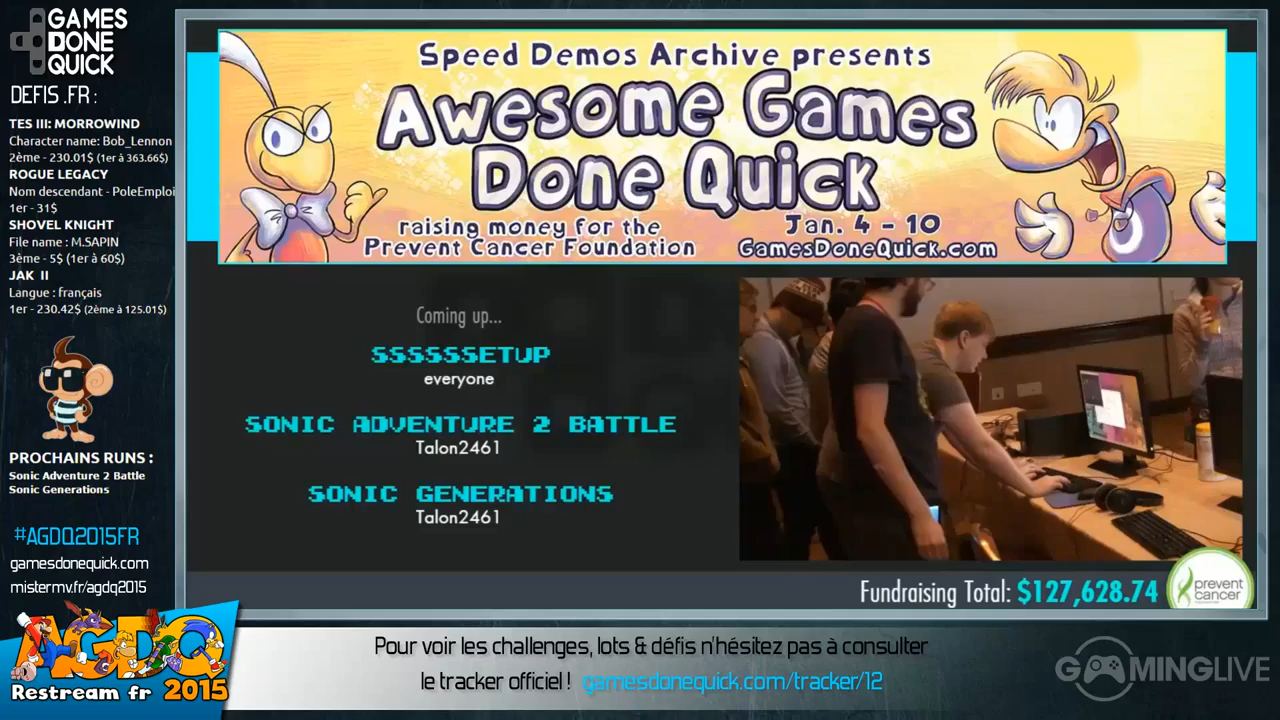 GAMES
DONE
QUICK
DEFIS .FR :
TES III: MORROWIND
Character name: Bob_Lennon
2ème - 230.01$ (1er à 363.66$)
ROGUE LEGACY
Nom descendant - PoleEmploi
1er - 31$
SHOVEL KNIGHT
File name : M.SAPIN
3ème - 5$ (1er à 60$)
JAK II
Langue : français
1er - 230.42$ (2ème à 125.01$)
PROCHAINS RUNS :
Sonic Adventure 2 Battle
Sonic Generations
#AGDQ2015FR
gamesdonequick.com
mistermv.fr/agdq2015
AGDQ
Restream fr 2015
Speed Demos Archive presents
Awesome Games
Done Quick
raising money for the
Prevent Cancer Foundation
Jan. 4 - 10
GamesDoneQuick.com
Coming up...
SSSSSSETUP
everyone
SONIC ADVENTURE 2 BATTLE
Talon2461
SONIC GENERATIONS
Talon2461
Fundraising Total: $127,628.74
prevent
cancer
Pour voir les challenges, lots & défis n'hésitez pas à consulter
le tracker officiel ! gamesdonequick.com/tracker/12
GAMINGLIVE